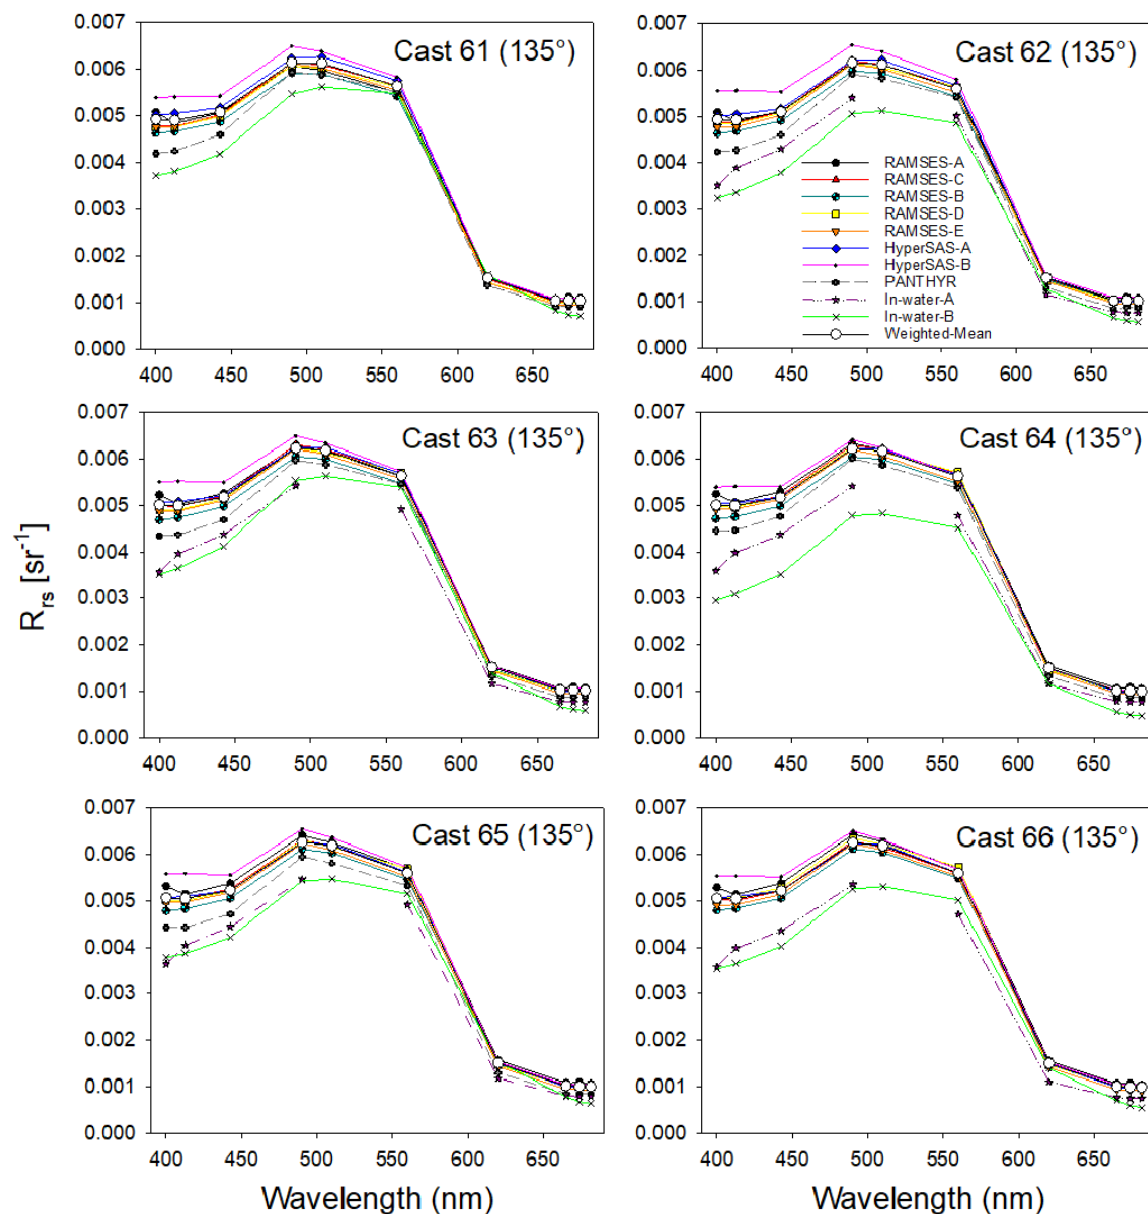 Cast 61 (135°)
0.007
0.006
0.005
0.004
0.003
0.002
0.001
0.000
400 450 500 550 600 650
Cast 62 (135°)
0.007
0.006
0.005
0.004
0.003
0.002
0.001
0.000
400 450 500 550 600 650
RAMSES-A
RAMSES-C
RAMSES-B
RAMSES-D
RAMSES-E
HyperSAS-A
HyperSAS-B
PANTHYR
In-water-A
In-water-B
Weighted-Mean
Cast 63 (135°)
0.007
0.006
0.005
0.004
0.003
0.002
0.001
0.000
400 450 500 550 600 650
Cast 64 (135°)
0.007
0.006
0.005
0.004
0.003
0.002
0.001
0.000
400 450 500 550 600 650
Rrs [sr-1]
Cast 65 (135°)
0.007
0.006
0.005
0.004
0.003
0.002
0.001
0.000
400 450 500 550 600 650
Wavelength (nm)
Cast 66 (135°)
0.007
0.006
0.005
0.004
0.003
0.002
0.001
0.000
400 450 500 550 600 650
Wavelength (nm)